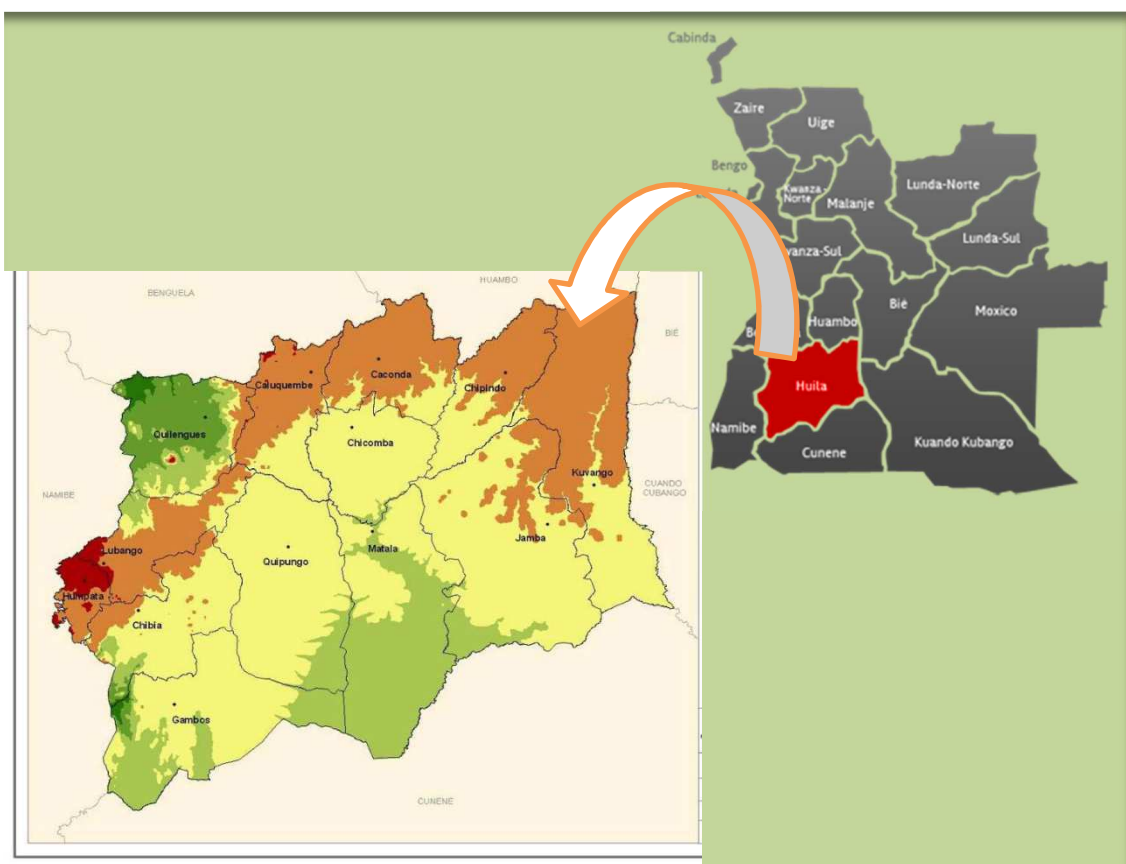 Cabinda
Zaire
Uige
Bengo
Kwanza -
Norte
Malanje
Lunda-Norte
Lunda-Sul
Bié
Moxico
Huambo
Huila
Namibe
Cunene
Kuando Kubango
BENGUELA
HUAMBO
BIÉ
Caluquembe
Caconda
Chipindo
Quilengues
Chicomba
Kuvango
NAMIBE
CUANDO
CUBANGO
Lubango
Matala
Jamba
Quipungo
Humpata
Chibia
Gambos
CUNENE